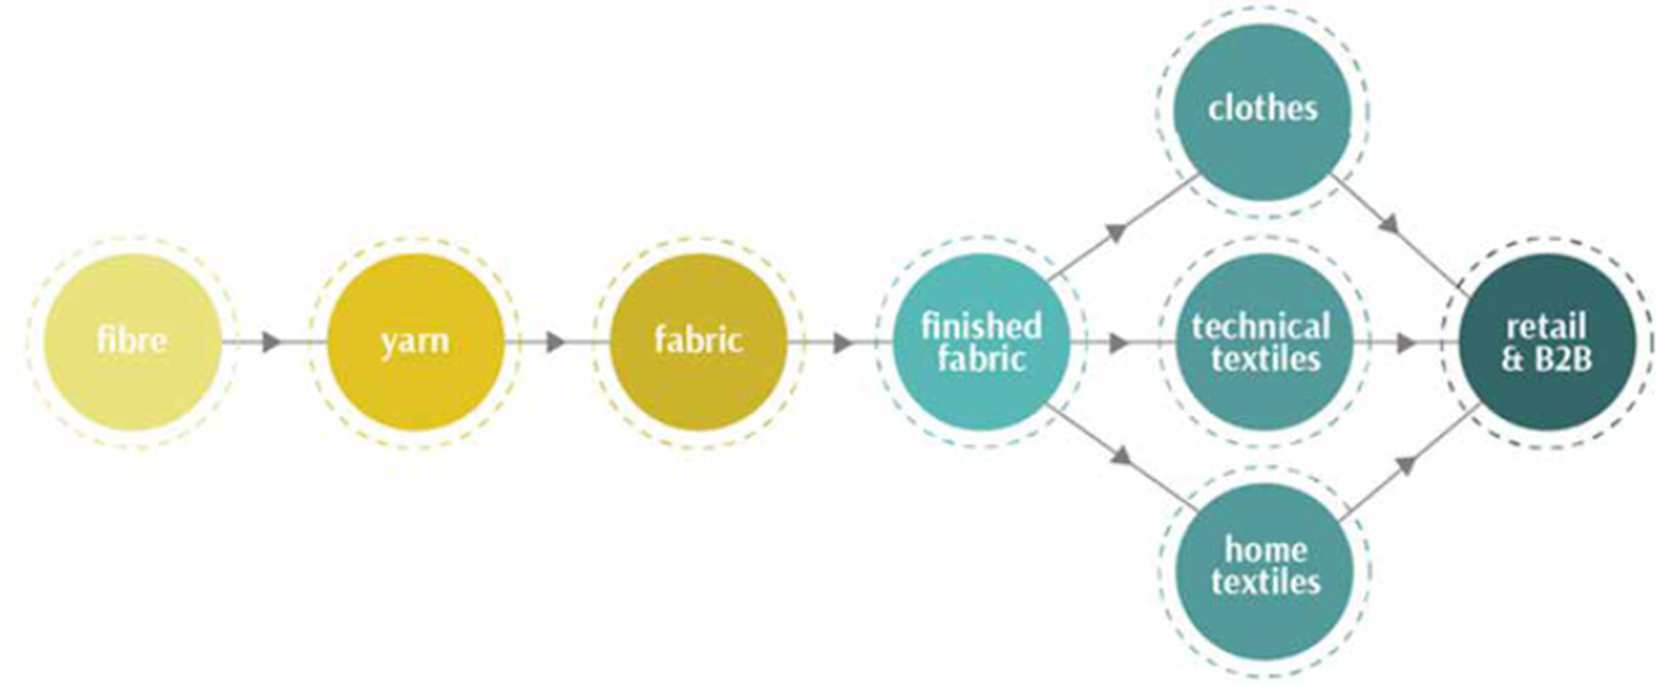 clothes
fibre
yarn
fabric
finished
fabric
technical
textiles
retail
& B2B
home
textiles